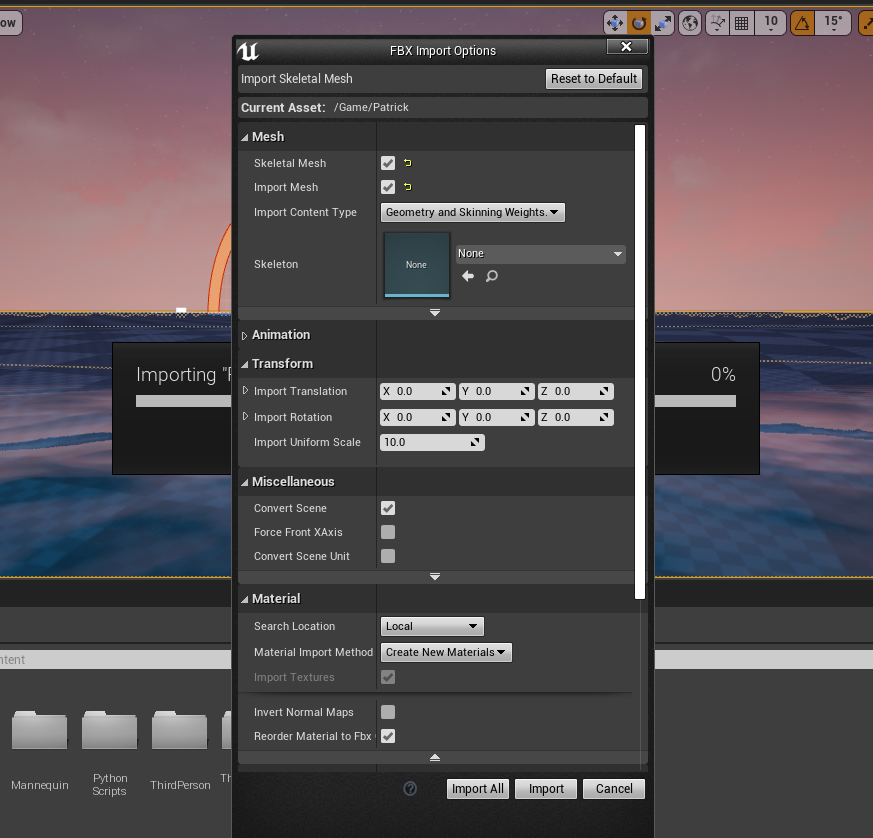 ow
10
15°
FBX Import Options
Import Skeletal Mesh
Reset to Default
Current Asset: /Game/Patrick
Mesh
Skeletal Mesh
Import Mesh
Import Content Type
Geometry and Skinning Weights.
Skeleton
None
None
Animation
Importing "F
0%
Transform
Import Translation
X 0.0
Y 0.0
Z 0.0
Import Rotation
X 0.0
Y 0.0
Z 0.0
Import Uniform Scale
10.0
Miscellaneous
Convert Scene
Force Front XAxis
Convert Scene Unit
Material
Search Location
Local
Material Import Method
Create New Materials
Import Textures
Invert Normal Maps
Reorder Material to Fbx
ntent
Mannequin
Python
Scripts
ThirdPerson
Th
Import All
Import
Cancel